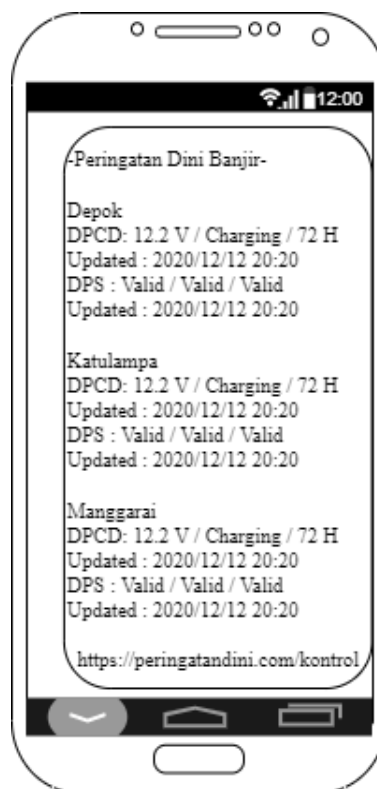 12:00
-Peringatan Dini Banjir-
Depok
DPCD: 12.2 V / Charging / 72 H
Updated : 2020/12/12 20:20
DPS : Valid / Valid / Valid
Updated : 2020/12/12 20:20
Katulampa
DPCD: 12.2 V / Charging / 72 H
Updated : 2020/12/12 20:20
DPS : Valid / Valid / Valid
Updated : 2020/12/12 20:20
Manggarai
DPCD: 12.2 V / Charging / 72 H
Updated : 2020/12/12 20:20
DPS : Valid / Valid / Valid
Updated : 2020/12/12 20:20
https://peringatandini.com/kontrol